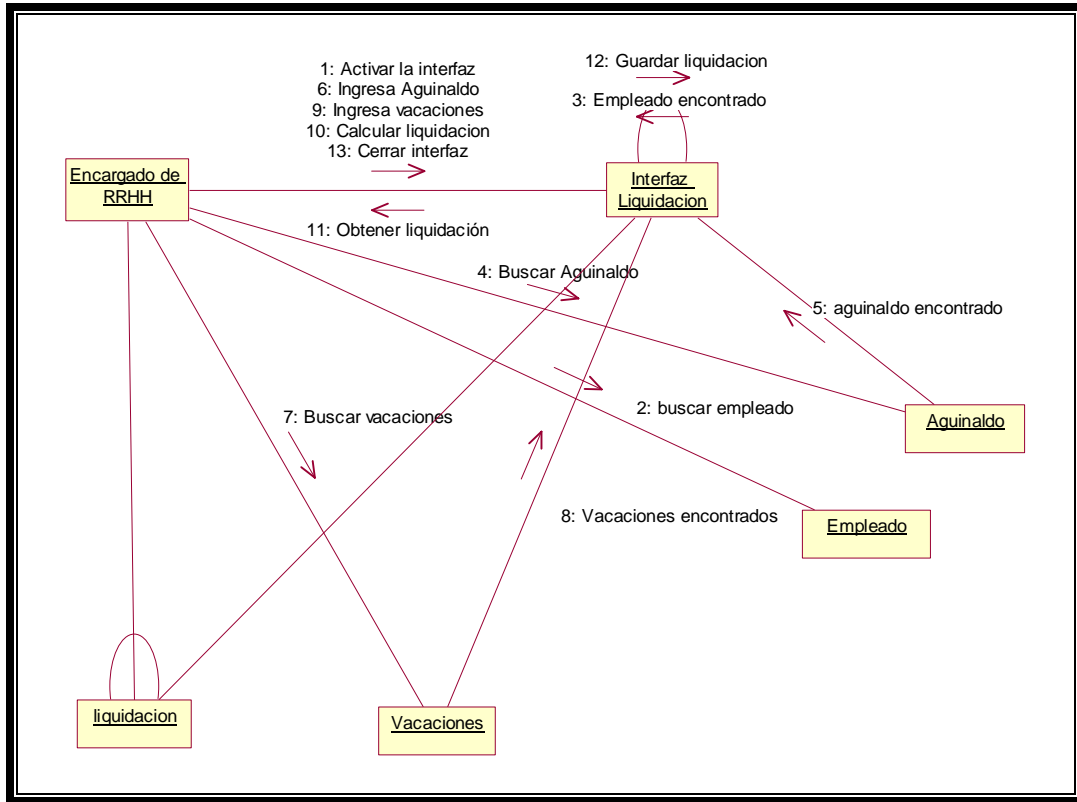 1: Activar la interfaz
6: Ingresa Aguinaldo
9: Ingresa vacaciones
10: Calcular liquidacion
13: Cerrar interfaz
12: Guardar liquidacion
3: Empleado encontrado
Encargado de
RRHH
Interfaz
Liquidacion
11: Obtener liquidación
4: Buscar Aguinaldo
5: aguinaldo encontrado
7: Buscar vacaciones
2: buscar empleado
Aguinaldo
8: Vacaciones encontrados
Empleado
liquidacion
Vacaciones